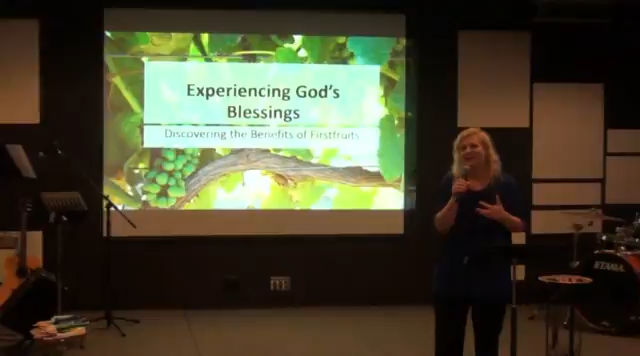 Experiencing God's
Blessings
Discovering the Benefits of Firstfruits
TAMA